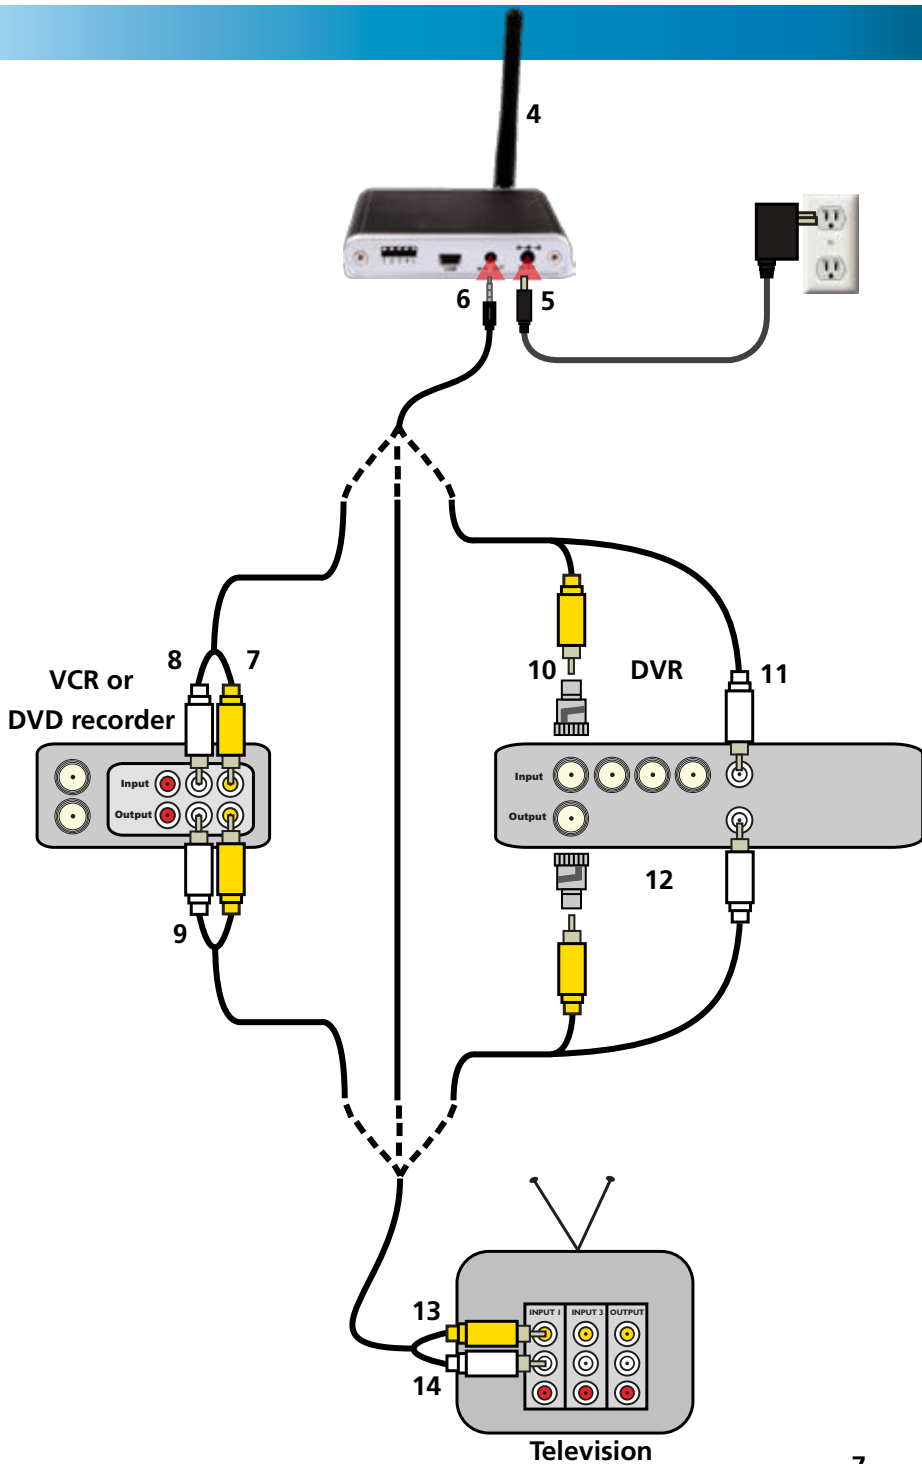 4
6
5
8
7
VCR or
DVD recorder
10
DVR
11
Input
Output
Input
Output
12
9
13
14
INPUT 1
INPUT 3
OUTPUT
Television
7